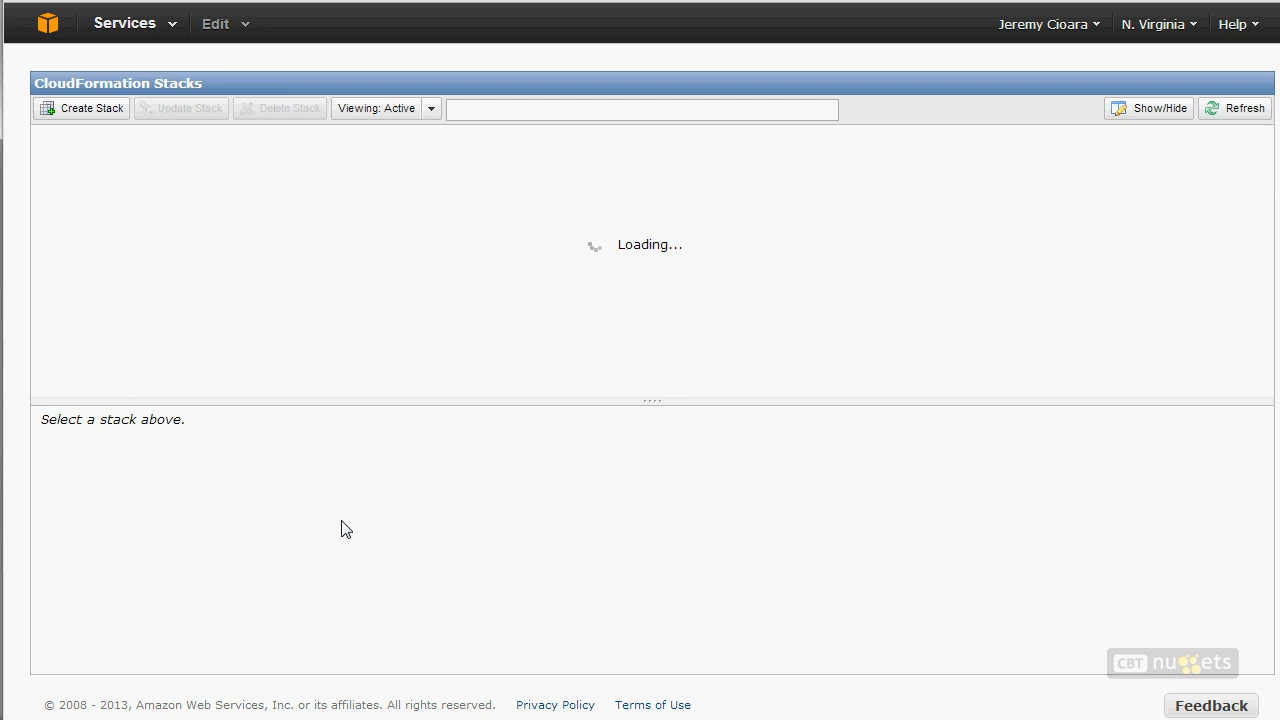 Services Edit Jeremy Cioara N. Virginia Help
CloudFormation Stacks
Create Stack Update Stack Delete Stack Viewing: Active Show/Hide Refresh
Loading...
Select a stack above.
CBT nuggets
© 2008 - 2013, Amazon Web Services, Inc. or its affiliates. All rights reserved. Privacy Policy Terms of Use Feedback